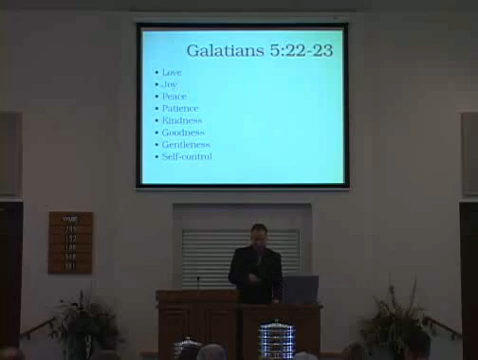 Galatians 5:22-23
• Love
• Joy
• Peace
• Patience
• Kindness
• Goodness
• Gentleness
• Self-control